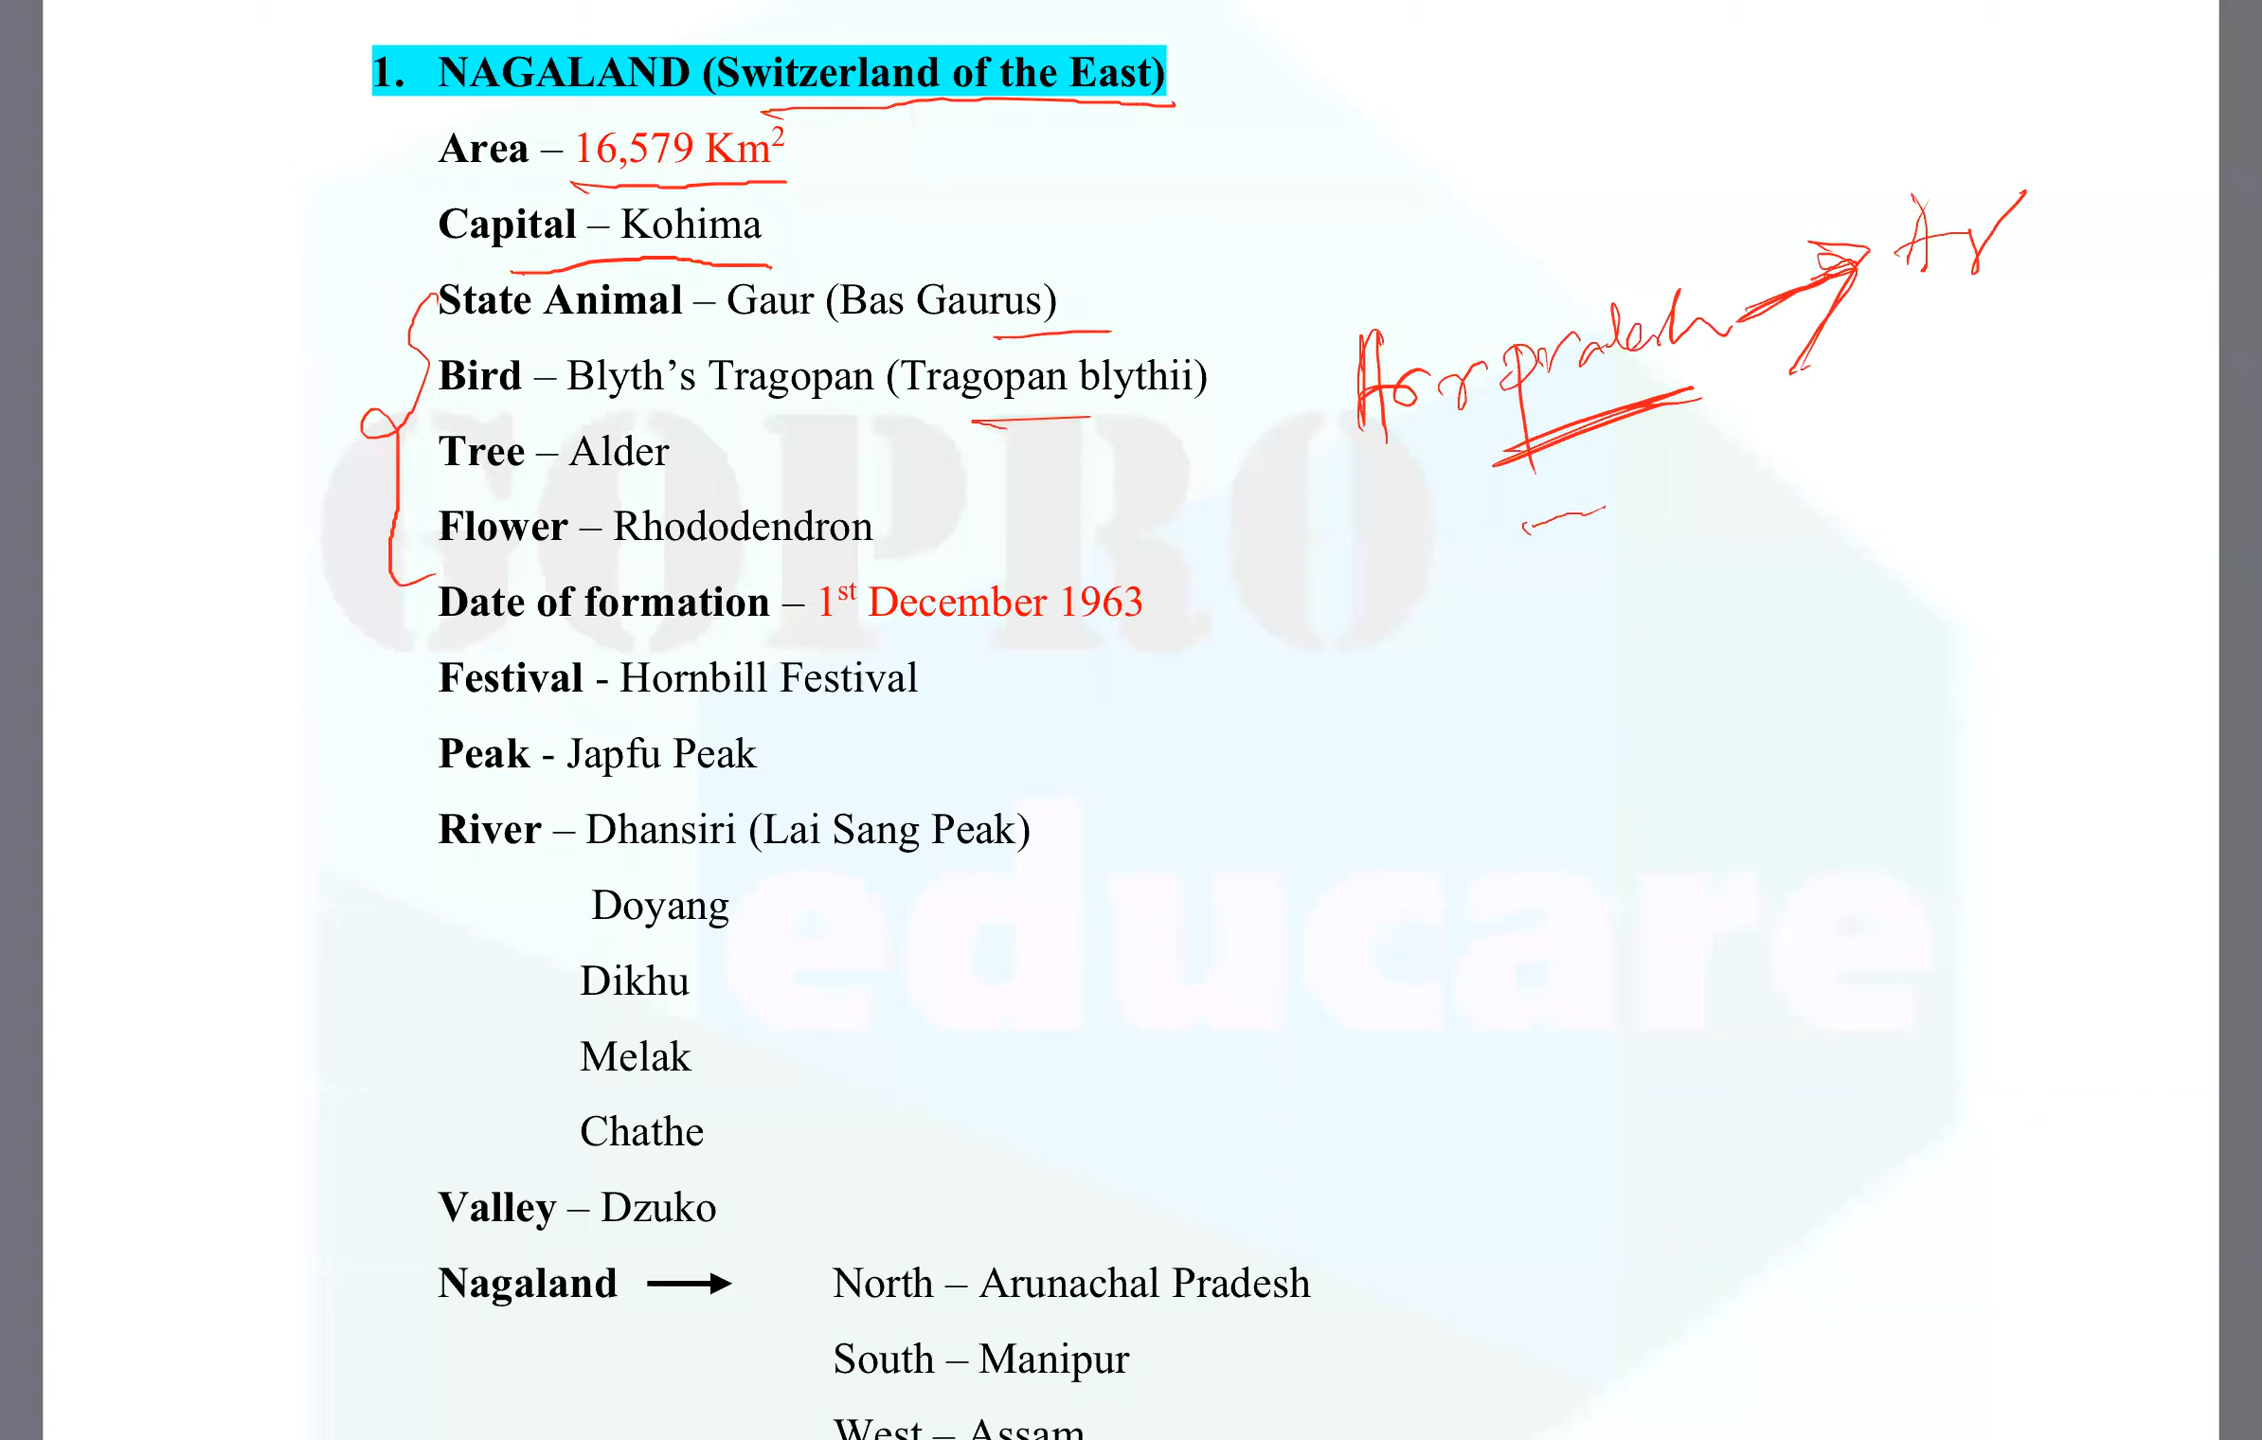 1. NAGALAND (Switzerland of the East)
Area – 16,579 Km²
Capital – Kohima
State Animal – Gaur (Bas Gaurus)
Bird – Blyth’s Tragopan (Tragopan blythii)
Tree – Alder
Flower – Rhododendron
Date of formation – 1st December 1963
Festival - Hornbill Festival
Peak - Japfu Peak
River – Dhansiri (Lai Sang Peak)
Doyang
Dikhu
Melak
Chathe
Valley – Dzuko
Nagaland → North – Arunachal Pradesh
South – Manipur
West – Assam
GOPRO
educare